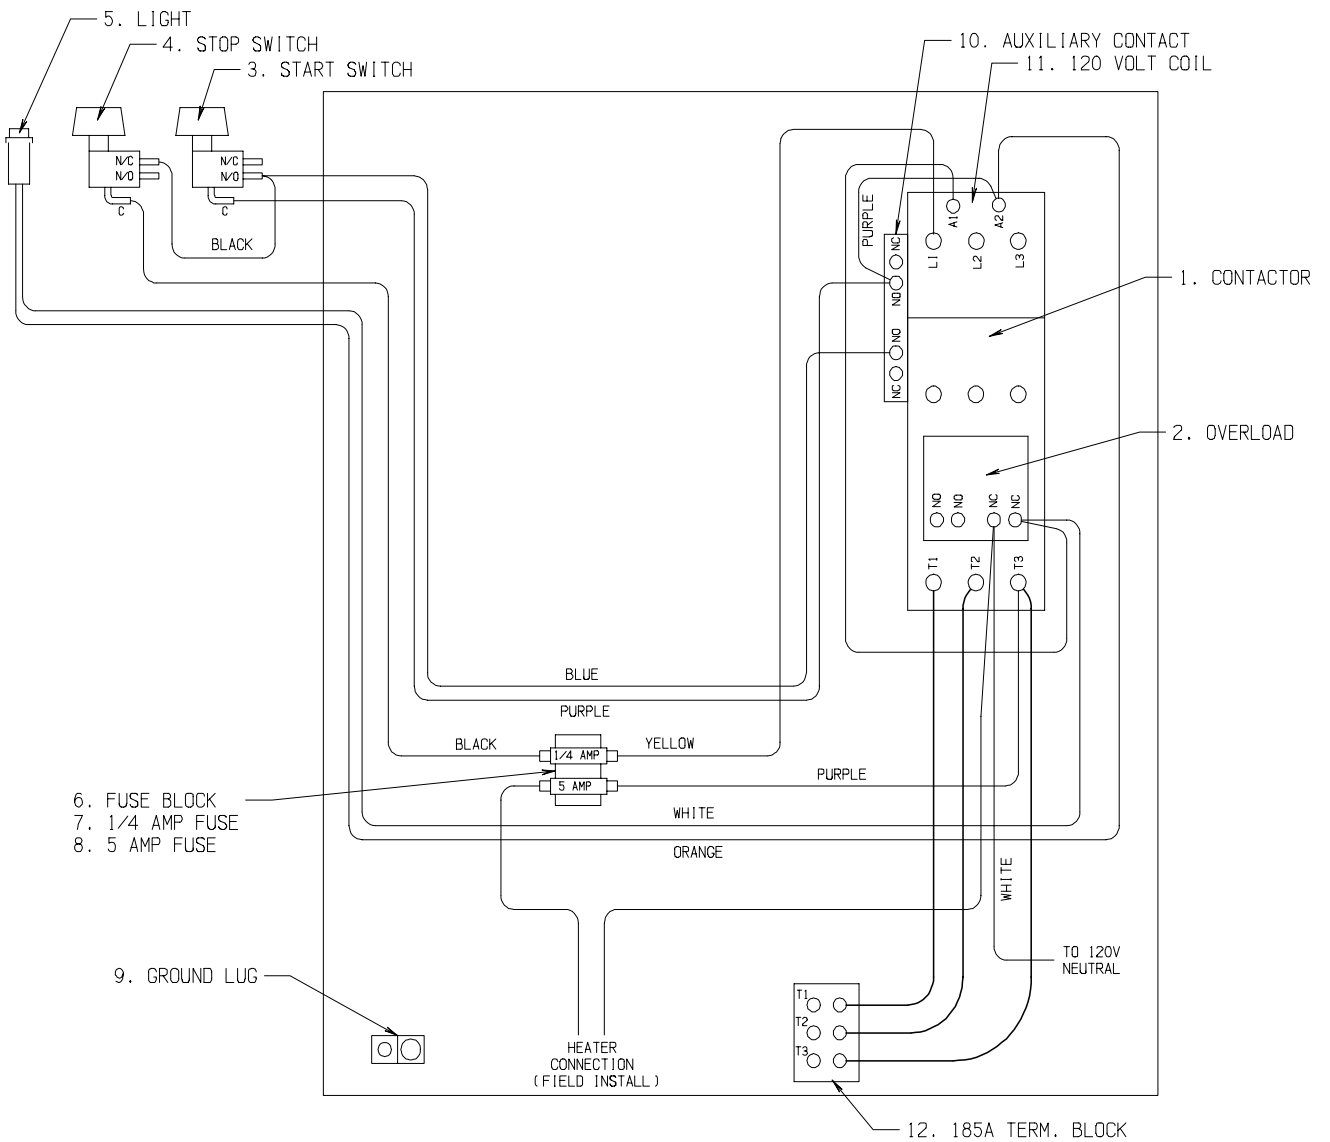 5. LIGHT
4. STOP SWITCH
3. START SWITCH
10. AUXILIARY CONTACT
11. 120 VOLT COIL
N/C
N/O
C
N/C
N/O
C
BLACK
PURPLE
NC
NO
NO
NC
A1
A2
L1
L2
L3
1. CONTACTOR
2. OVERLOAD
NO
NO
NC
NC
T1
T2
T3
BLUE
PURPLE
BLACK
1/4 AMP
YELLOW
5 AMP
PURPLE
6. FUSE BLOCK
7. 1/4 AMP FUSE
8. 5 AMP FUSE
WHITE
ORANGE
WHITE
TO 120V
NEUTRAL
9. GROUND LUG
T1
T2
T3
HEATER
CONNECTION
(FIELD INSTALL)
12. 185A TERM. BLOCK